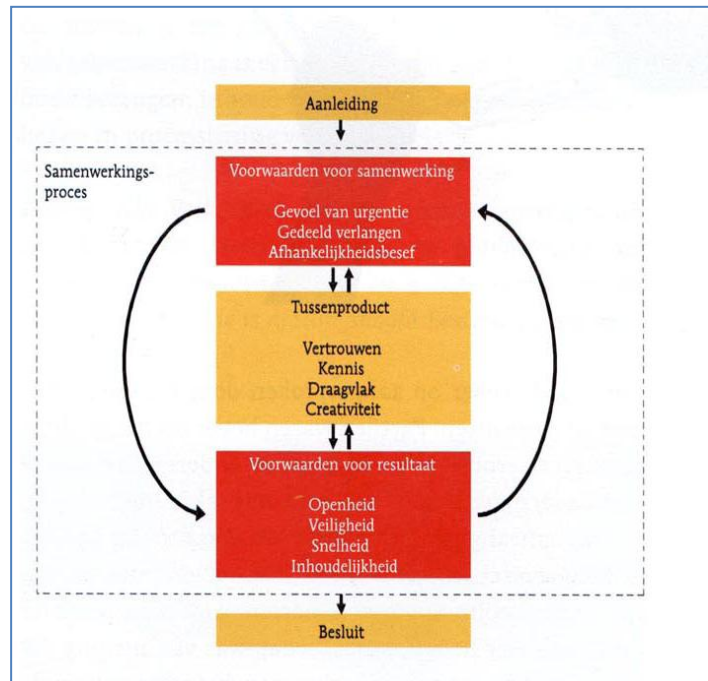 Aanleiding
Samenwerkings-
proces
Voorwaarden voor samenwerking
Gevoel van urgentie
Gedeeld verlangen
Afhankelijkheidsbesef
Tussenproduct
Vertrouwen
Kennis
Draagvlak
Creativiteit
Voorwaarden voor resultaat
Openheid
Veiligheid
Snelheid
Inhoudelijkheid
Besluit